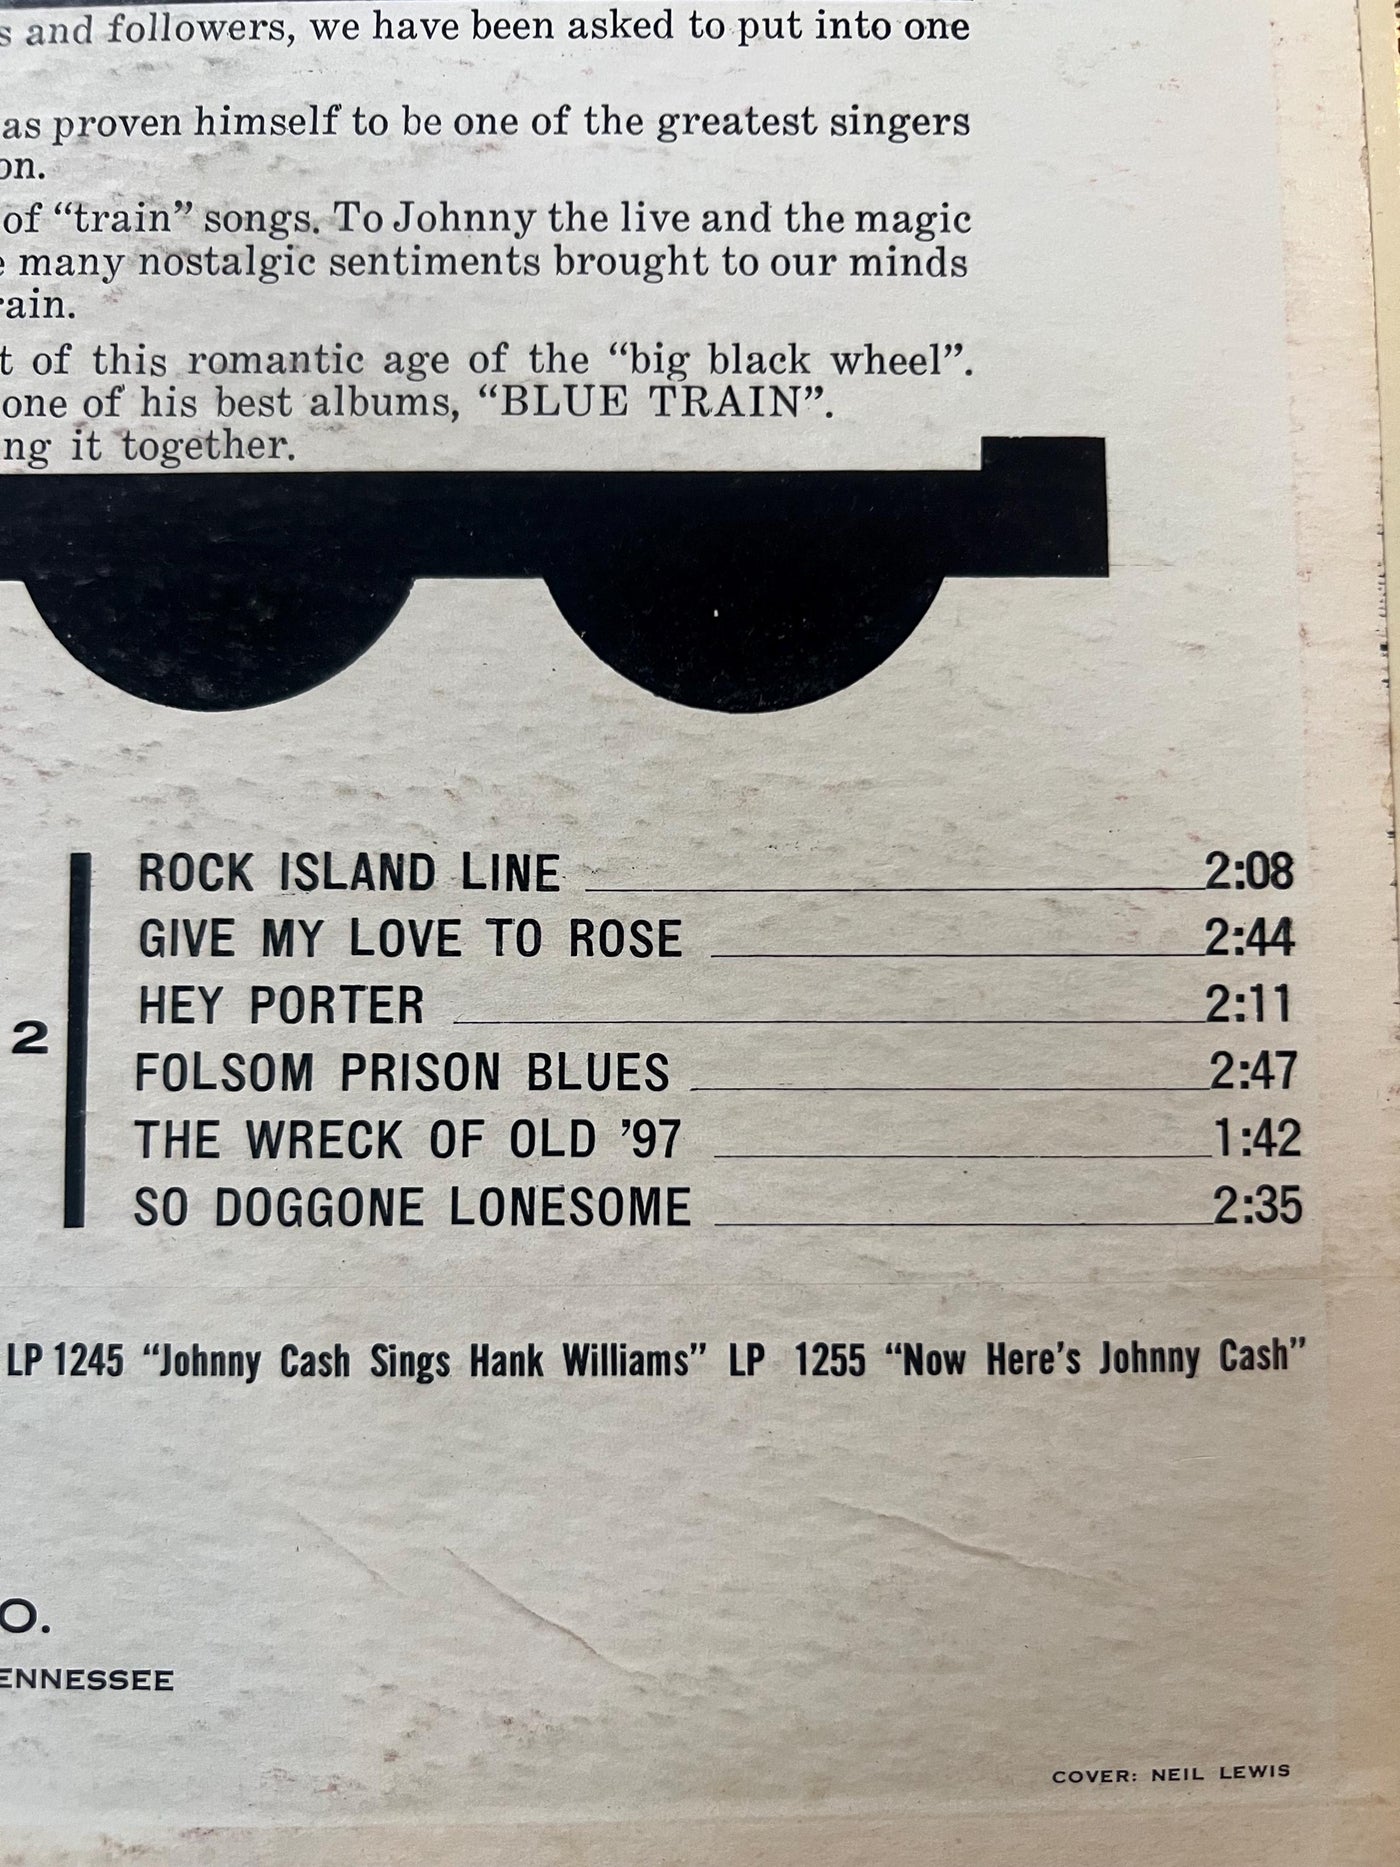 and followers, we have been asked to put into one
as proven himself to be one of the greatest singers
on.
of “train” songs. To Johnny the live and the magic
many nostalgic sentiments brought to our minds
rain.
t of this romantic age of the “big black wheel”.
one of his best albums, “BLUE TRAIN”.
ng it together.
2
ROCK ISLAND LINE 2:08
GIVE MY LOVE TO ROSE 2:44
HEY PORTER 2:11
FOLSOM PRISON BLUES 2:47
THE WRECK OF OLD ’97 1:42
SO DOGGONE LONESOME 2:35
LP 1245 “Johnny Cash Sings Hank Williams” LP 1255 “Now Here’s Johnny Cash”
O.
ENNESSEE
COVER: NEIL LEWIS